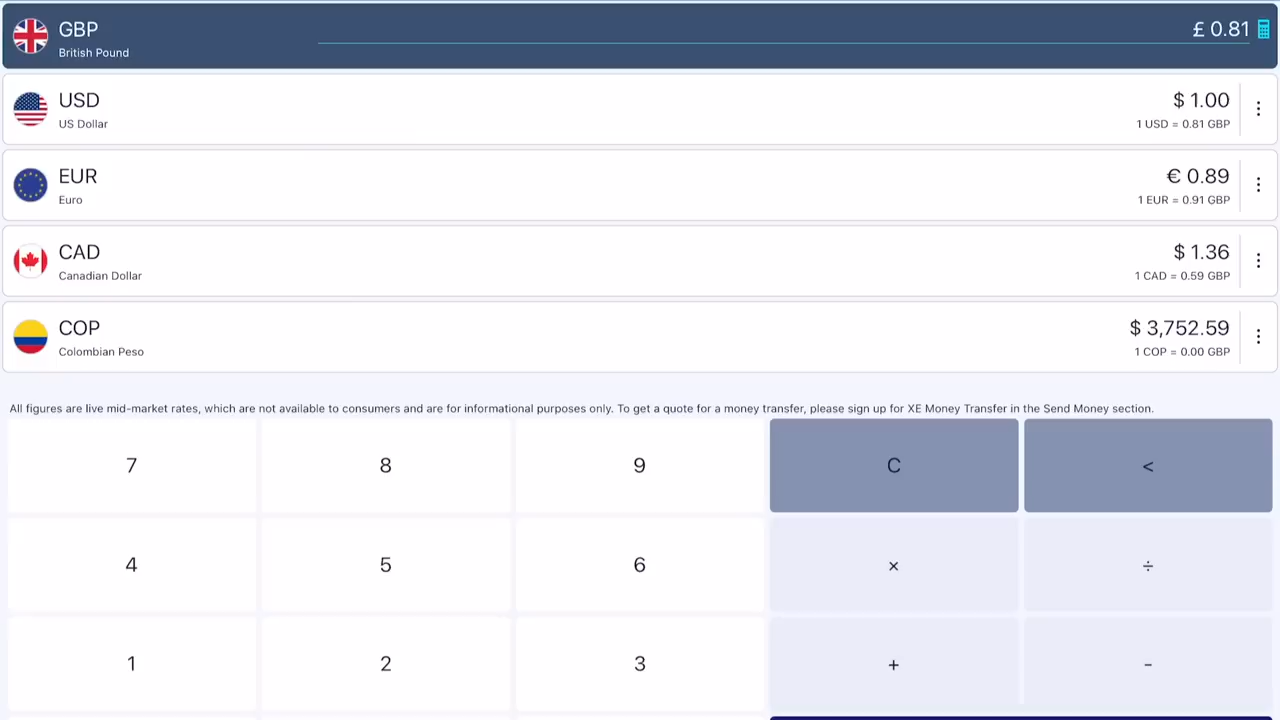 GBP
British Pound
£ 0.81
USD
US Dollar
$ 1.00
1 USD = 0.81 GBP
EUR
Euro
€ 0.89
1 EUR = 0.91 GBP
CAD
Canadian Dollar
$ 1.36
1 CAD = 0.59 GBP
COP
Colombian Peso
$ 3,752.59
1 COP = 0.00 GBP
All figures are live mid-market rates, which are not available to consumers and are for informational purposes only. To get a quote for a money transfer, please sign up for XE Money Transfer in the Send Money section.
7 8 9 C <
4 5 6 × ÷
1 2 3 + -